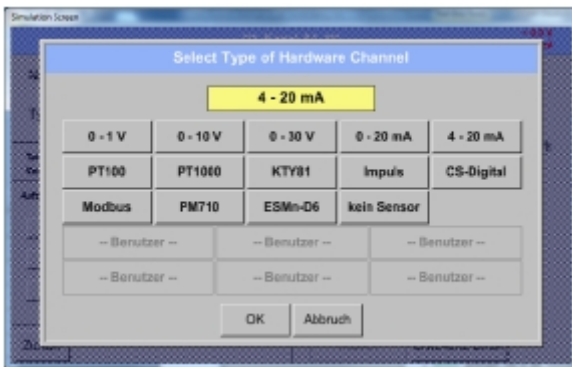 Simulation Screen
Select Type of Hardware Channel
4 - 20 mA
0 - 1 V 0 - 10 V 0 - 30 V 0 - 20 mA 4 - 20 mA
PT100 PT1000 KTY81 Impuls CS-Digital
Modbus PM710 ESMn-D6 kein Sensor
-- Benutzer -- -- Benutzer -- -- Benutzer --
-- Benutzer -- -- Benutzer -- -- Benutzer --
OK Abbruch